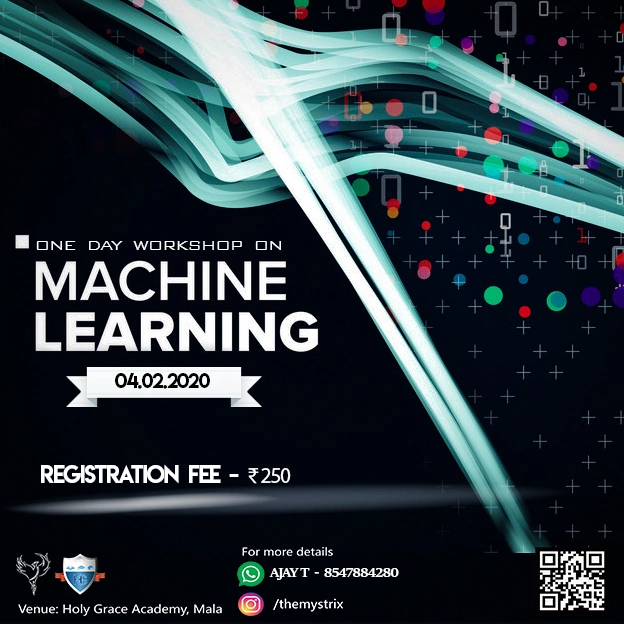 ONE DAY WORKSHOP ON
MACHINE
LEARNING
04.02.2020
REGISTRATION FEE - ₹250
For more details
AJAY T - 8547884280
/themystrix
Venue: Holy Grace Academy, Mala